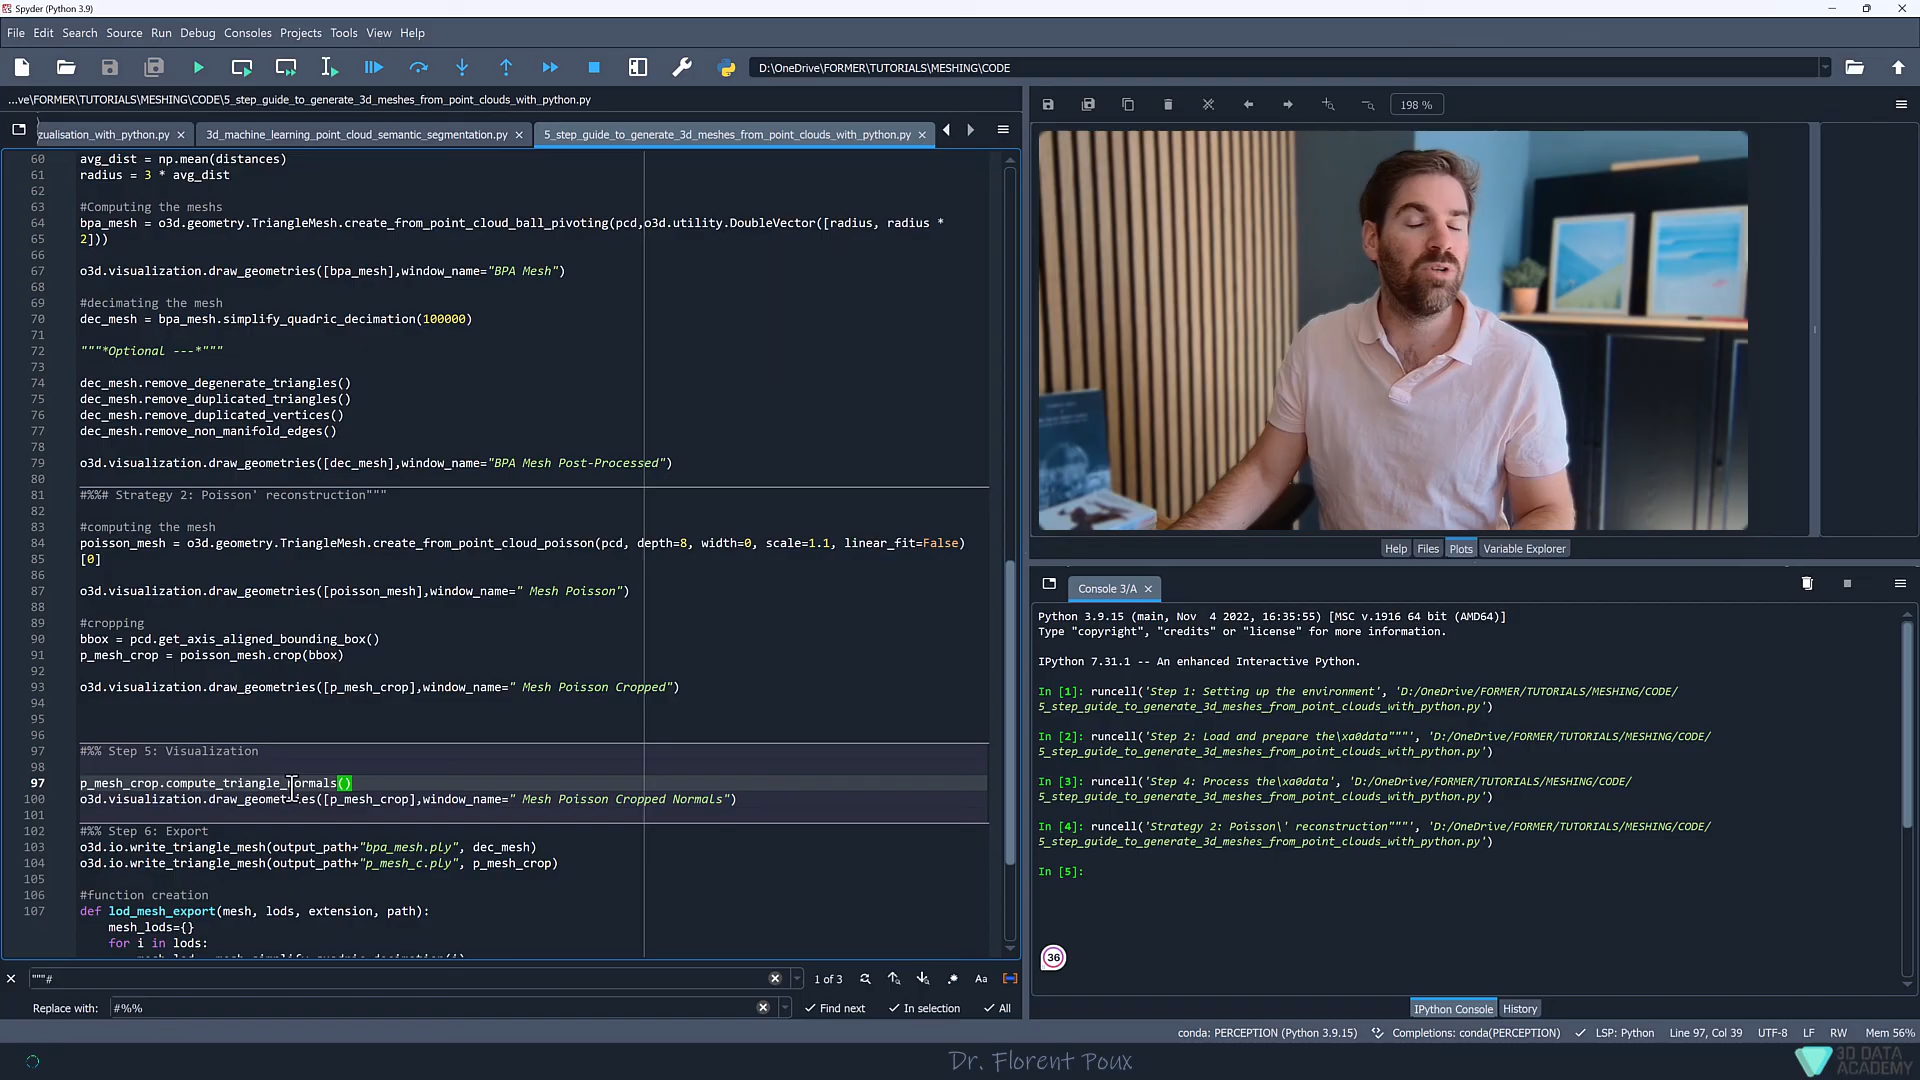 Spyder (Python 3.9)
File Edit Search Source Run Debug Consoles Projects Tools View Help
D:\OneDrive\FORMER\TUTORIALS\MESHING\CODE
...ve\FORMER\TUTORIALS\MESHING\CODE\5_step_guide_to_generate_3d_meshes_from_point_clouds_with_python.py
zualisation_with_python.py 3d_machine_learning_point_cloud_semantic_segmentation.py 5_step_guide_to_generate_3d_meshes_from_point_clouds_with_python.py
60 avg_dist = np.mean(distances)
61 radius = 3 * avg_dist
62
63 #Computing the meshs
64 bpa_mesh = o3d.geometry.TriangleMesh.create_from_point_cloud_ball_pivoting(pcd,o3d.utility.DoubleVector([radius, radius *
65 2]))
66
67 o3d.visualization.draw_geometries([bpa_mesh],window_name="BPA Mesh")
68
69 #decimating the mesh
70 dec_mesh = bpa_mesh.simplify_quadric_decimation(100000)
71
72 """*Optional ---*"""
73
74 dec_mesh.remove_degenerate_triangles()
75 dec_mesh.remove_duplicated_triangles()
76 dec_mesh.remove_duplicated_vertices()
77 dec_mesh.remove_non_manifold_edges()
78
79 o3d.visualization.draw_geometries([dec_mesh],window_name="BPA Mesh Post-Processed")
80
81 #%%# Strategy 2: Poisson' reconstruction"""
82
83 #computing the mesh
84 poisson_mesh = o3d.geometry.TriangleMesh.create_from_point_cloud_poisson(pcd, depth=8, width=0, scale=1.1, linear_fit=False)
85 [0]
86
87 o3d.visualization.draw_geometries([poisson_mesh],window_name=" Mesh Poisson")
88
89 #cropping
90 bbox = pcd.get_axis_aligned_bounding_box()
91 p_mesh_crop = poisson_mesh.crop(bbox)
92
93 o3d.visualization.draw_geometries([p_mesh_crop],window_name=" Mesh Poisson Cropped")
94
95
96
97 #%% Step 5: Visualization
98
97 p_mesh_crop.compute_triangle_normals()
100 o3d.visualization.draw_geometries([p_mesh_crop],window_name=" Mesh Poisson Cropped Normals")
101
102 #%% Step 6: Export
103 o3d.io.write_triangle_mesh(output_path+"bpa_mesh.ply", dec_mesh)
104 o3d.io.write_triangle_mesh(output_path+"p_mesh_c.ply", p_mesh_crop)
105
106 #function creation
107 def lod_mesh_export(mesh, lods, extension, path):
mesh_lods={}
for i in lods:
"""# 1 of 3 Aa
Replace with: #%% Find next In selection All
198 %
Help Files Plots Variable Explorer
Console 3/A
Python 3.9.15 (main, Nov 4 2022, 16:35:55) [MSC v.1916 64 bit (AMD64)]
Type "copyright", "credits" or "license" for more information.
IPython 7.31.1 -- An enhanced Interactive Python.
In [1]: runcell('Step 1: Setting up the environment', 'D:/OneDrive/FORMER/TUTORIALS/MESHING/CODE/
5_step_guide_to_generate_3d_meshes_from_point_clouds_with_python.py')
In [2]: runcell('Step 2: Load and prepare the\xa0data"""', 'D:/OneDrive/FORMER/TUTORIALS/MESHING/CODE/
5_step_guide_to_generate_3d_meshes_from_point_clouds_with_python.py')
In [3]: runcell('Step 4: Process the\xa0data', 'D:/OneDrive/FORMER/TUTORIALS/MESHING/CODE/
5_step_guide_to_generate_3d_meshes_from_point_clouds_with_python.py')
In [4]: runcell('Strategy 2: Poisson\' reconstruction"""', 'D:/OneDrive/FORMER/TUTORIALS/MESHING/CODE/
5_step_guide_to_generate_3d_meshes_from_point_clouds_with_python.py')
In [5]:
36
IPython Console History
conda: PERCEPTION (Python 3.9.15) Completions: conda(PERCEPTION) LSP: Python Line 97, Col 39 UTF-8 LF RW Mem 56%
Dr. Florent Poux
3D DATA
ACADEMY